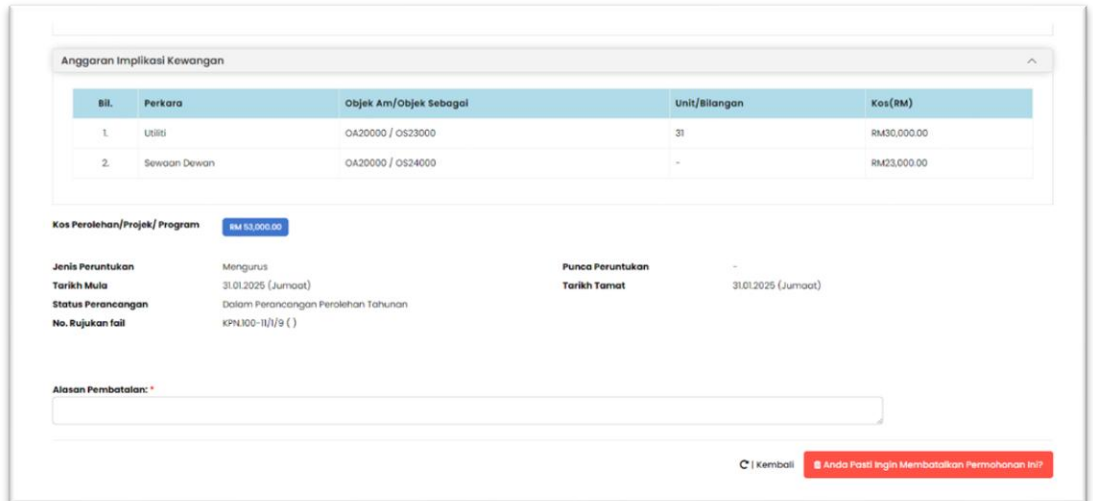 Anggaran Implikasi Kewangan
Bil. Perkara Objek Am/Objek Sebagai Unit/Bilangan Kos(RM)
1. Utiliti OA20000 / OS23000 31 RM30,000.00
2. Sewaan Dewan OA20000 / OS24000 - RM23,000.00
Kos Perolehan/Projek/ Program RM 53,000.00
Jenis Peruntukan Mengurus Punca Peruntukan -
Tarikh Mula 31.01.2025 (Jumaat) Tarikh Tamat 31.01.2025 (Jumaat)
Status Perancangan Dalam Perancangan Perolehan Tahunan
No. Rujukan fail KPN.100-11/1/9 ( )
Alasan Pembatalan: *
| Kembali Anda Pasti Ingin Membatalkan Permohonan Ini?